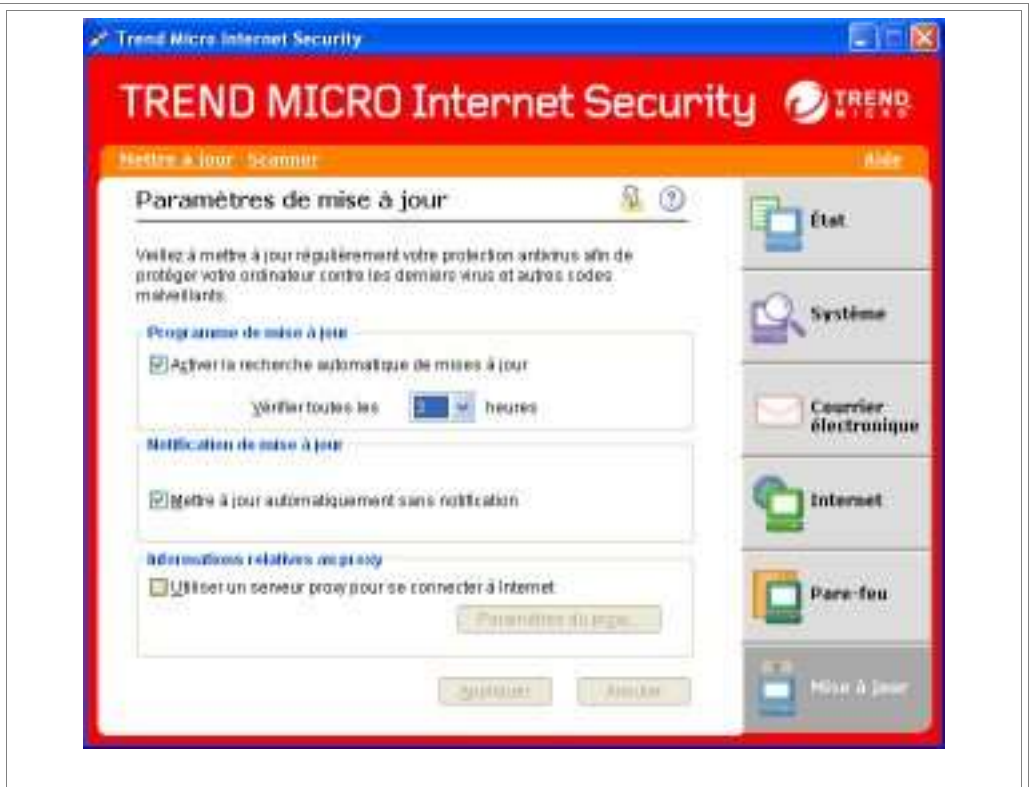 Trend Micro Internet Security
TREND MICRO Internet Security
TREND
MICRO
Mettre à jour Scanner
Aide
Paramètres de mise à jour
Veillez à mettre à jour régulièrement votre protection antivirus afin de
protéger votre ordinateur contre les derniers virus et autres codes
malveillants.
Programme de mise à jour
Activer la recherche automatique de mises à jour
Vérifier toutes les
heures
Notification de mise à jour
Mettre à jour automatiquement sans notification
Informations relatives au proxy
Utiliser un serveur proxy pour se connecter à Internet
Paramètres du
Appliquer
Annuler
État
Système
Courrier
électronique
Internet
Pare-feu
Mise à jour